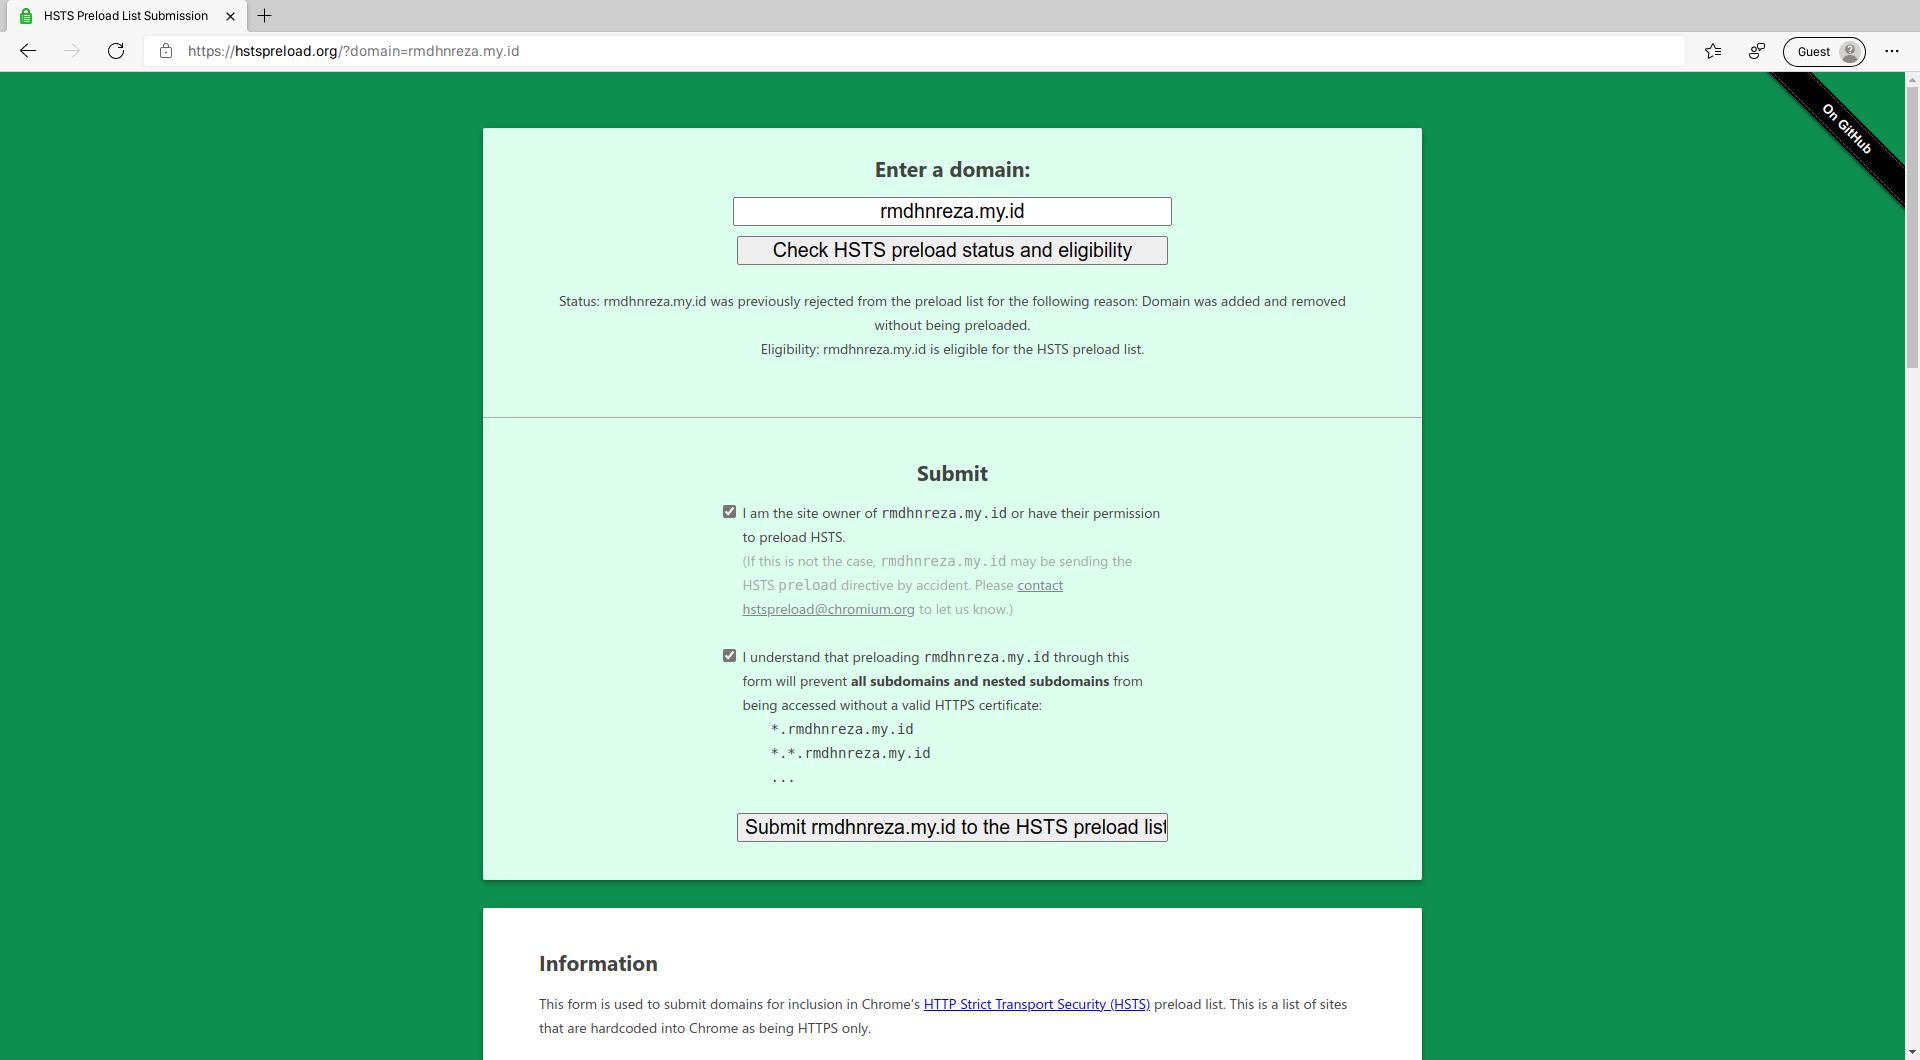 HSTS Preload List Submission
https://hstspreload.org/?domain=rmdhnreza.my.id
Guest
On GitHub
Enter a domain:
rmdhnreza.my.id
Check HSTS preload status and eligibility
Status: rmdhnreza.my.id was previously rejected from the preload list for the following reason: Domain was added and removed
without being preloaded.
Eligibility: rmdhnreza.my.id is eligible for the HSTS preload list.
Submit
I am the site owner of rmdhnreza.my.id or have their permission
to preload HSTS.
(If this is not the case, rmdhnreza.my.id may be sending the
HSTS preload directive by accident. Please contact
hstspreload@chromium.org to let us know.)
I understand that preloading rmdhnreza.my.id through this
form will prevent all subdomains and nested subdomains from
being accessed without a valid HTTPS certificate:
*.rmdhnreza.my.id
*.*.rmdhnreza.my.id
...
Submit rmdhnreza.my.id to the HSTS preload list
Information
This form is used to submit domains for inclusion in Chrome's HTTP Strict Transport Security (HSTS) preload list. This is a list of sites
that are hardcoded into Chrome as being HTTPS only.